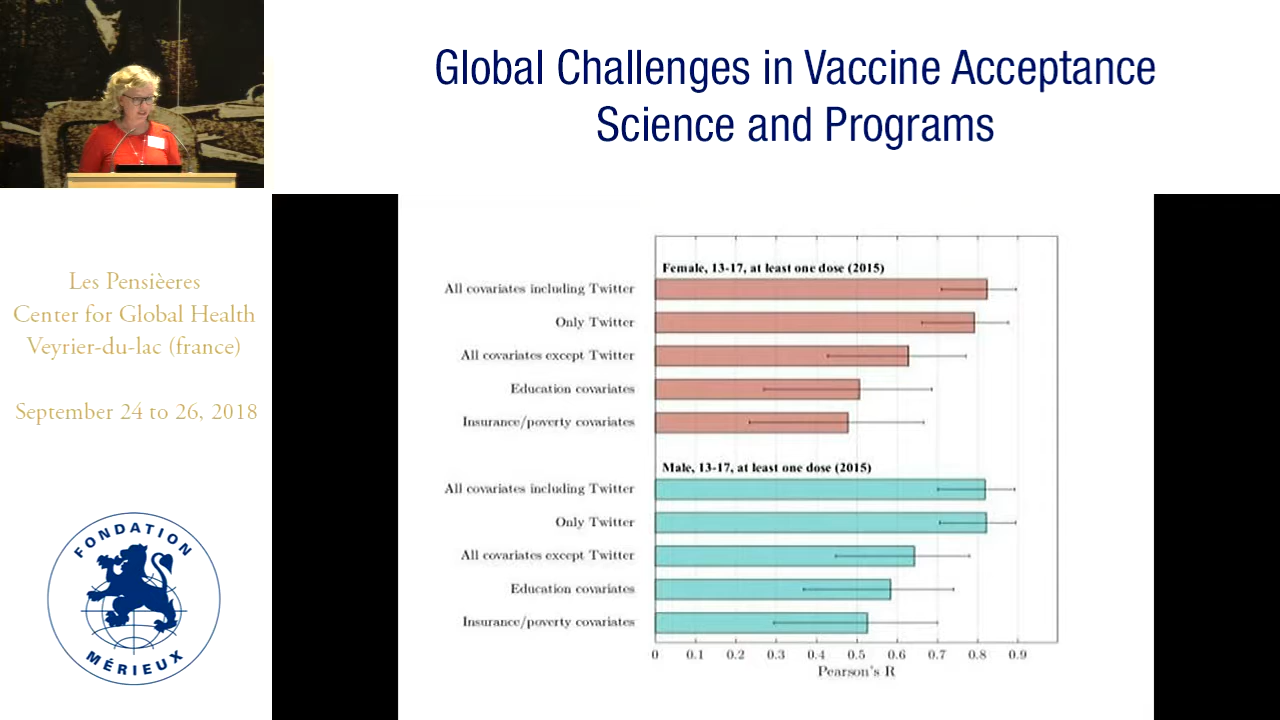 Global Challenges in Vaccine Acceptance
Science and Programs
Les Pensièeres
Center for Global Health
Veyrier-du-lac (france)
September 24 to 26, 2018
FONDATION
MÉRIEUX
Female, 13-17, at least one dose (2015)
All covariates including Twitter
Only Twitter
All covariates except Twitter
Education covariates
Insurance/poverty covariates
Male, 13-17, at least one dose (2015)
All covariates including Twitter
Only Twitter
All covariates except Twitter
Education covariates
Insurance/poverty covariates
0 0.1 0.2 0.3 0.4 0.5 0.6 0.7 0.8 0.9
Pearson's R